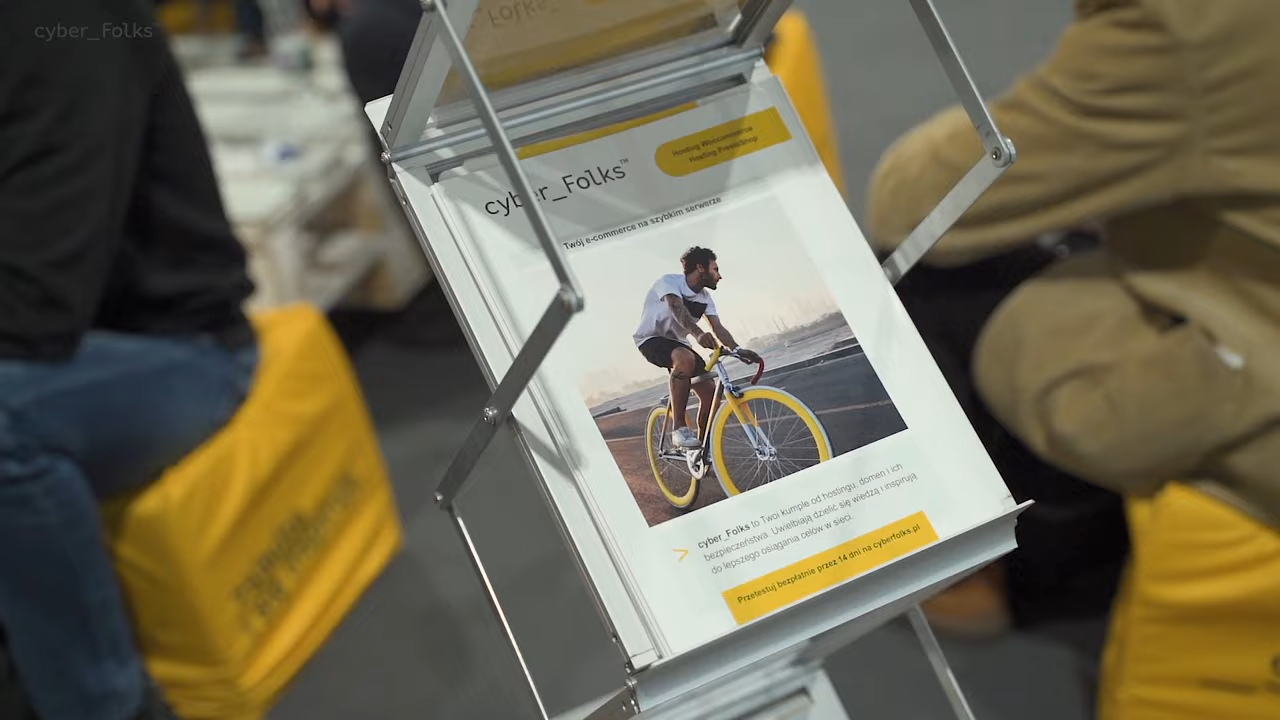 cyber_Folks
Hosting Woocommerce
Hosting PrestaShop
cyber_Folks™
Twój e-commerce na szybkim serwerze
> cyber_Folks to Twoi kumple od hostingu, domen i ich
bezpieczeństwa. Uwielbiają dzielić się wiedzą i inspirują
do lepszego osiągania celów w sieci.
Przetestuj bezpłatnie przez 14 dni na cyberfolks.pl